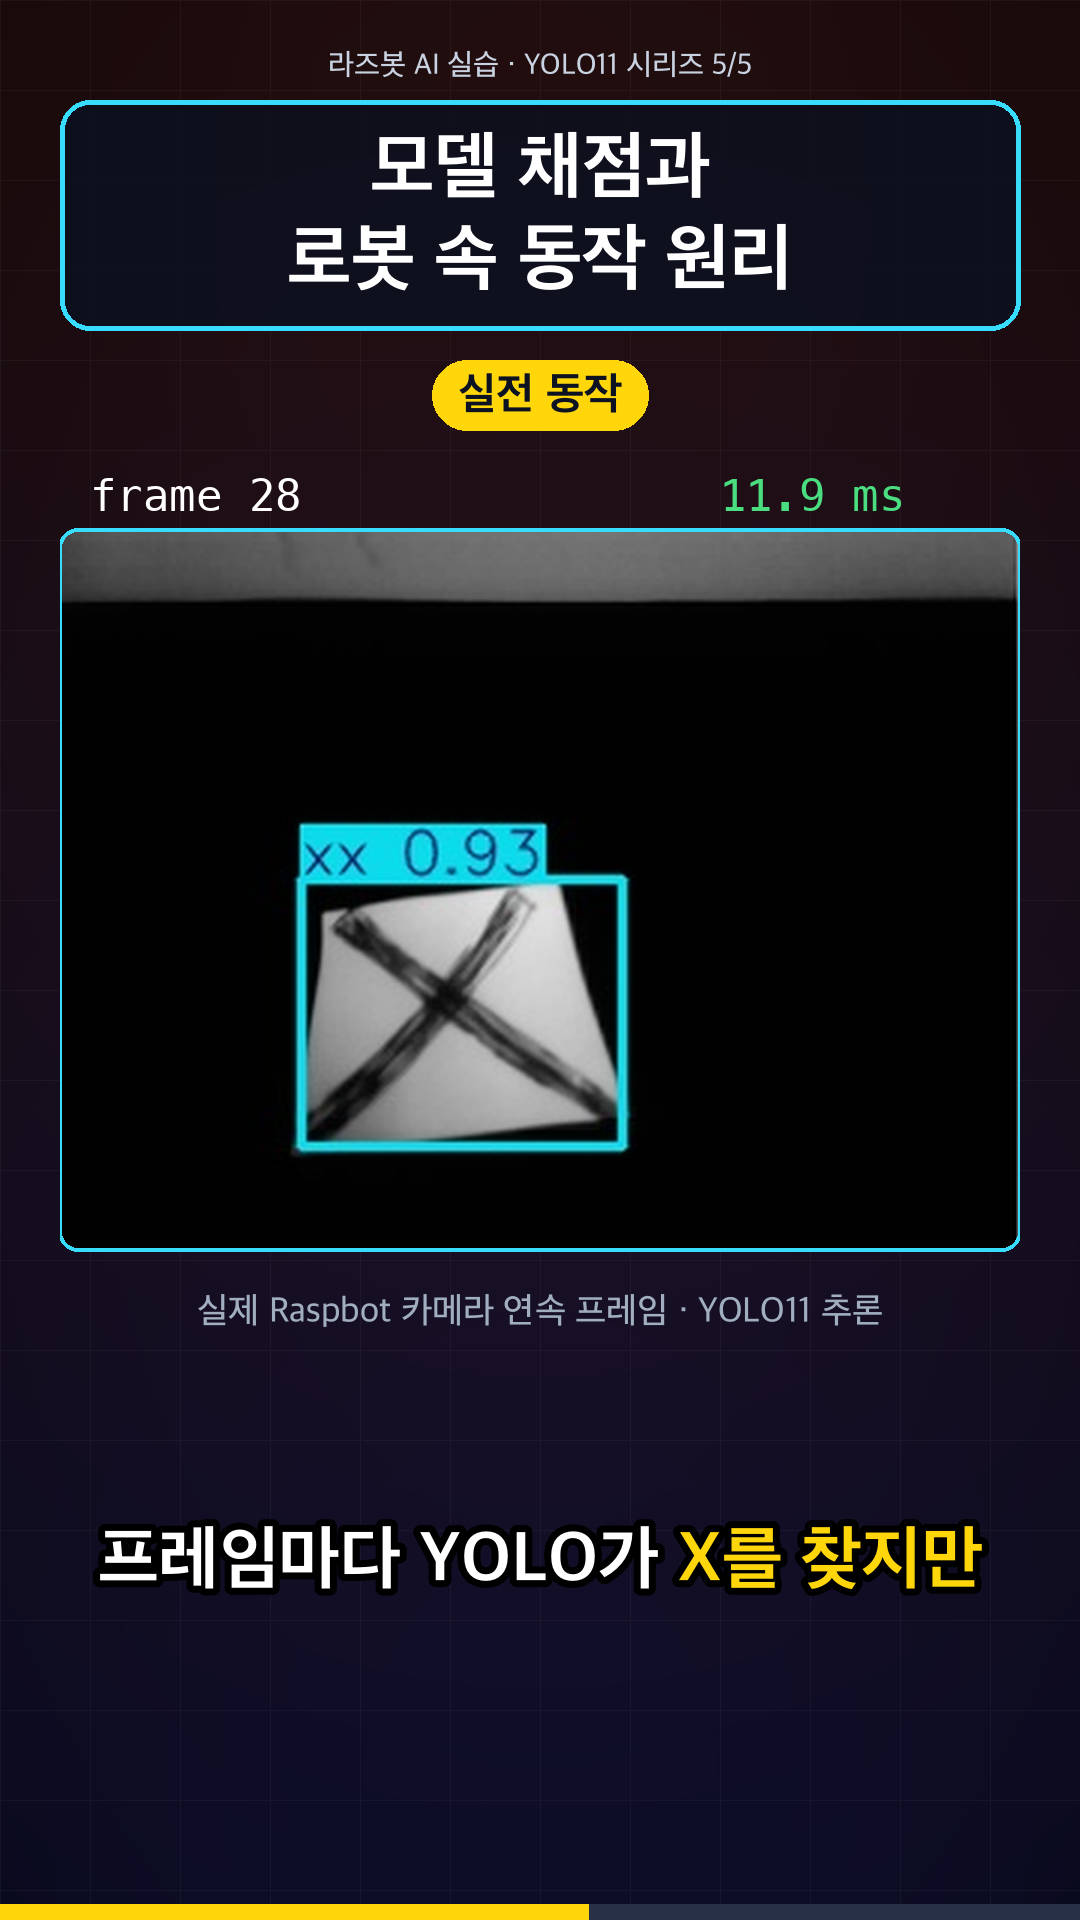 라즈봇 AI 실습 · YOLO11 시리즈 5/5
모델 채점과
로봇 속 동작 원리
실전 동작
frame 28
11.9 ms
xx 0.93
실제 Raspbot 카메라 연속 프레임 · YOLO11 추론
프레임마다 YOLO가 X를 찾지만